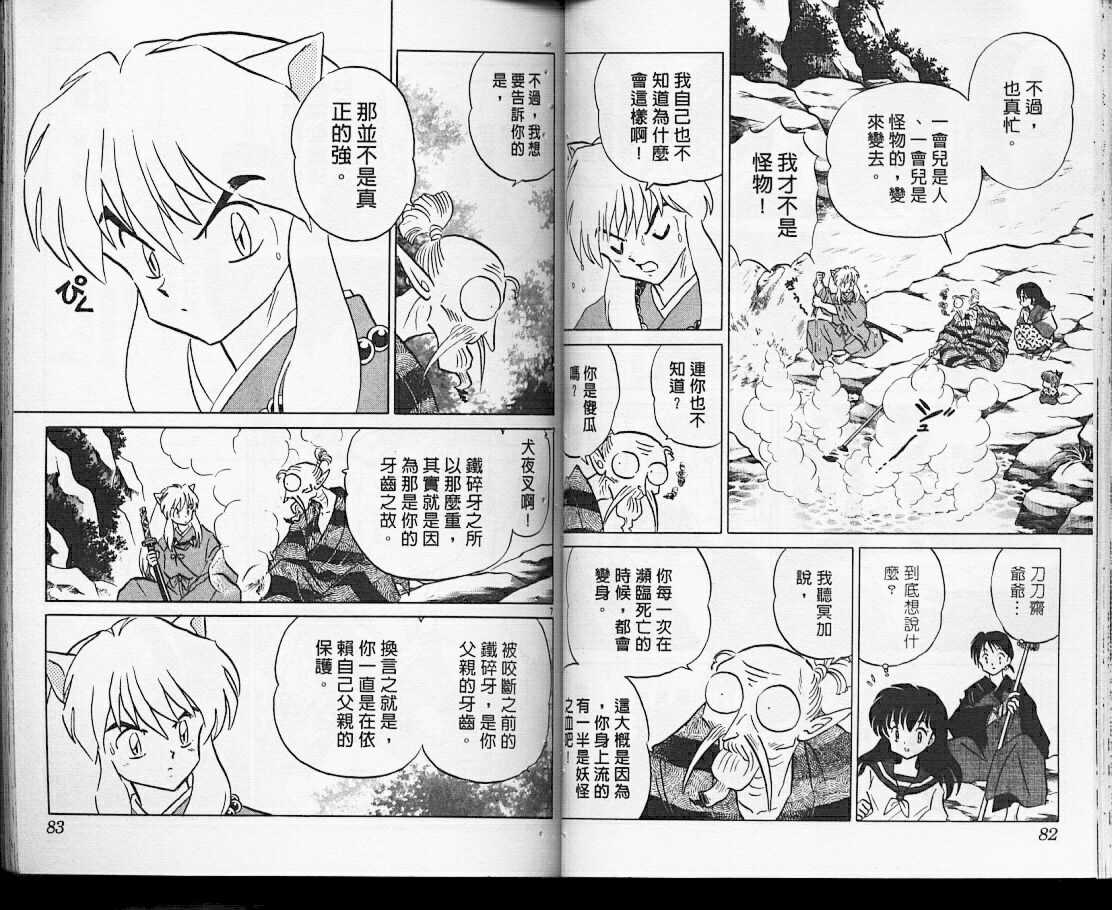 不過，
也真忙。
一會兒是人
、一會兒是
怪物的，變
來變去。
我才不是
怪物！
ぜぇぜぇ
ジュッ
我自己也不
知道為什麼
會這樣啊！
連你也不
知道？
你是傻瓜
嗎？
刀刀齋
爺爺…
到底想說什
麼？
我聽冥加
說，
你每一次在
瀕臨死亡的
時候，都會
變身。
這大概是因為
，你身上流的
有一半是妖怪
之血吧！
82
不過，我想
要告訴你的
是，
那並不是真
正的強。
ぴく
犬夜叉啊！
鐵碎牙之所
以那麼重，
其實就是因
為那是你的
牙齒之故。
被咬斷之前的
鐵碎牙，是你
父親的牙齒。
換言之就是，
你一直是在依
賴自己父親的
保護。
83